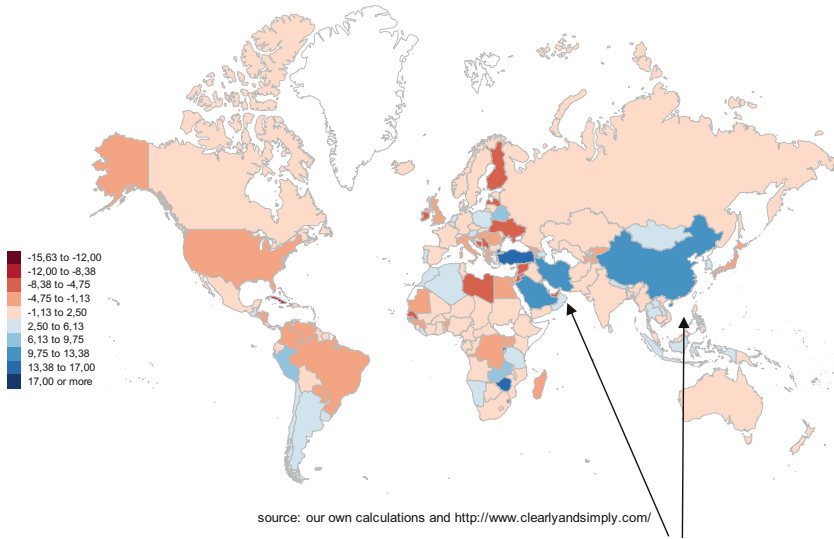 -15,63 to -12,00
-12,00 to -8,38
-8,38 to -4,75
-4,75 to -1,13
-1,13 to 2,50
2,50 to 6,13
6,13 to 9,75
9,75 to 13,38
13,38 to 17,00
17,00 or more
source: our own calculations and http://www.clearlyandsimply.com/